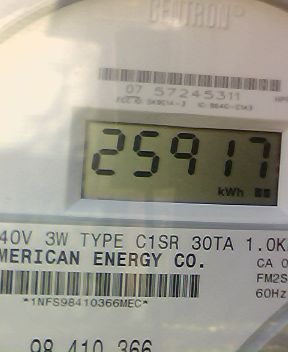 CENTRON
07 57245311
25917
kWh
40V 3W TYPE C1SR 30TA 1.0K
MERICAN ENERGY CO.
CA 0
FM2S
60Hz
*1NFS98410366MEC*
98 410 366